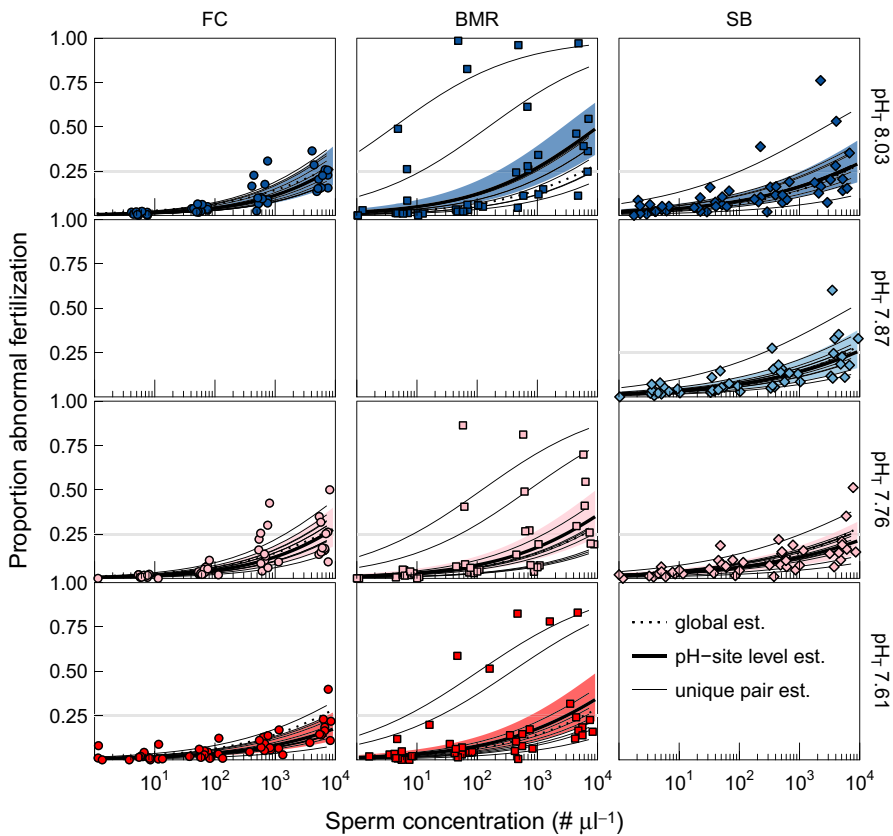 FC BMR SB
Proportion abnormal fertilization
1.00
0.75
0.50
0.25
pHT 8.03
1.00
0.75
0.50
0.25
pHT 7.87
1.00
0.75
0.50
0.25
pHT 7.76
1.00
0.75
0.50
0.25
global est.
pH−site level est.
unique pair est.
pHT 7.61
10¹ 10² 10³ 10⁴ 10¹ 10² 10³ 10⁴ 10¹ 10² 10³ 10⁴
Sperm concentration (# µl⁻¹)